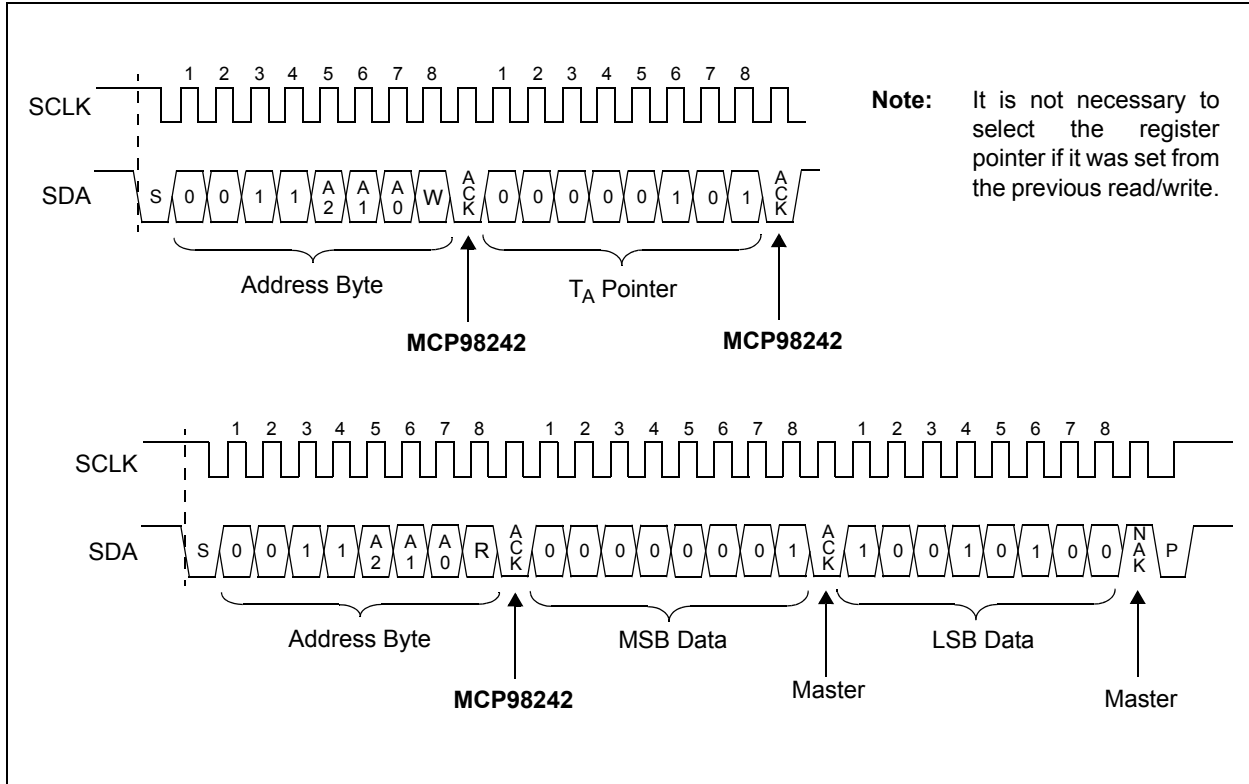 1 2 3 4 5 6 7 8 1 2 3 4 5 6 7 8
SCLK
SDA S 0 0 1 1 A2 A1 A0 W ACK 0 0 0 0 0 1 0 1 ACK
Address Byte TA Pointer
MCP98242 MCP98242
Note: It is not necessary to
select the register
pointer if it was set from
the previous read/write.
1 2 3 4 5 6 7 8 1 2 3 4 5 6 7 8 1 2 3 4 5 6 7 8
SCLK
SDA S 0 0 1 1 A2 A1 A0 R ACK 0 0 0 0 0 0 0 1 ACK 1 0 0 1 0 1 0 0 NAK P
Address Byte MSB Data LSB Data
MCP98242 Master Master